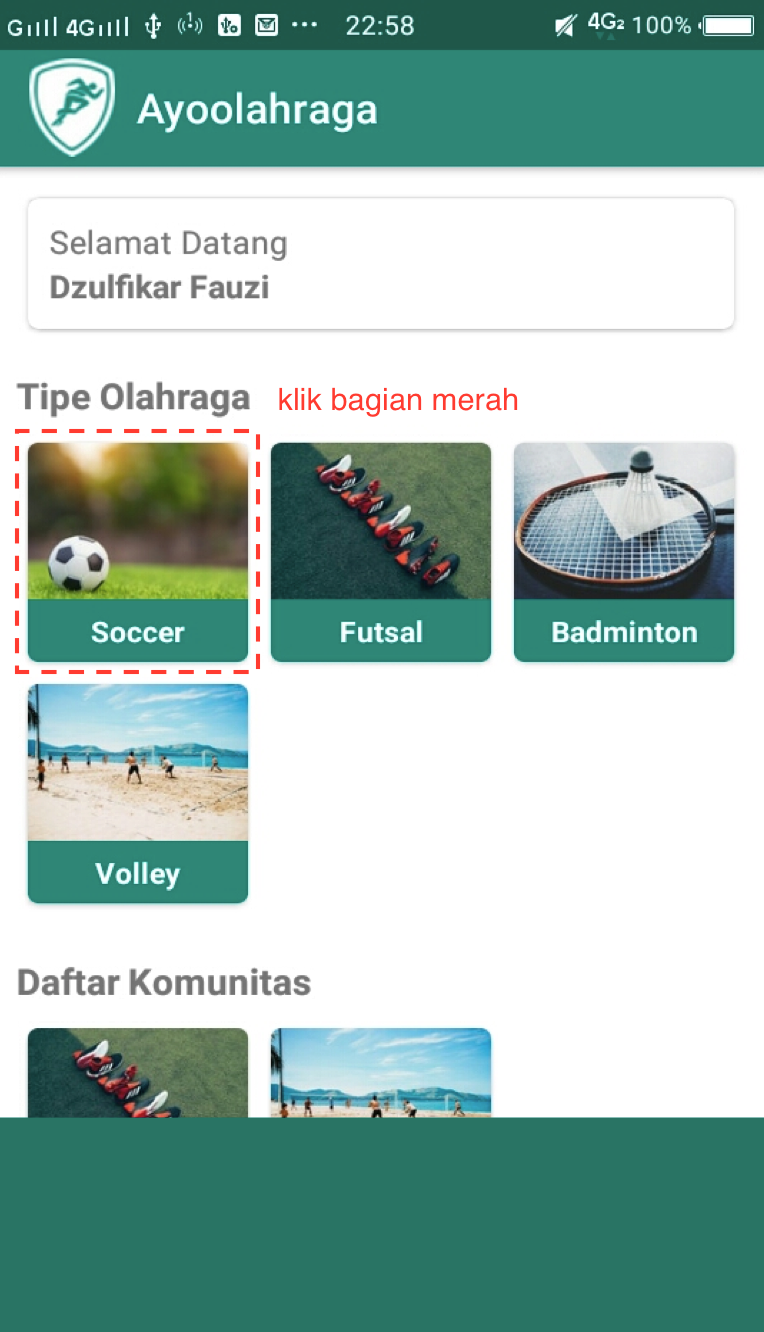 4G 22:58 4G2 100%
Ayoolahraga
Selamat Datang
Dzulfikar Fauzi
Tipe Olahraga klik bagian merah
Soccer Futsal Badminton
Volley
Daftar Komunitas